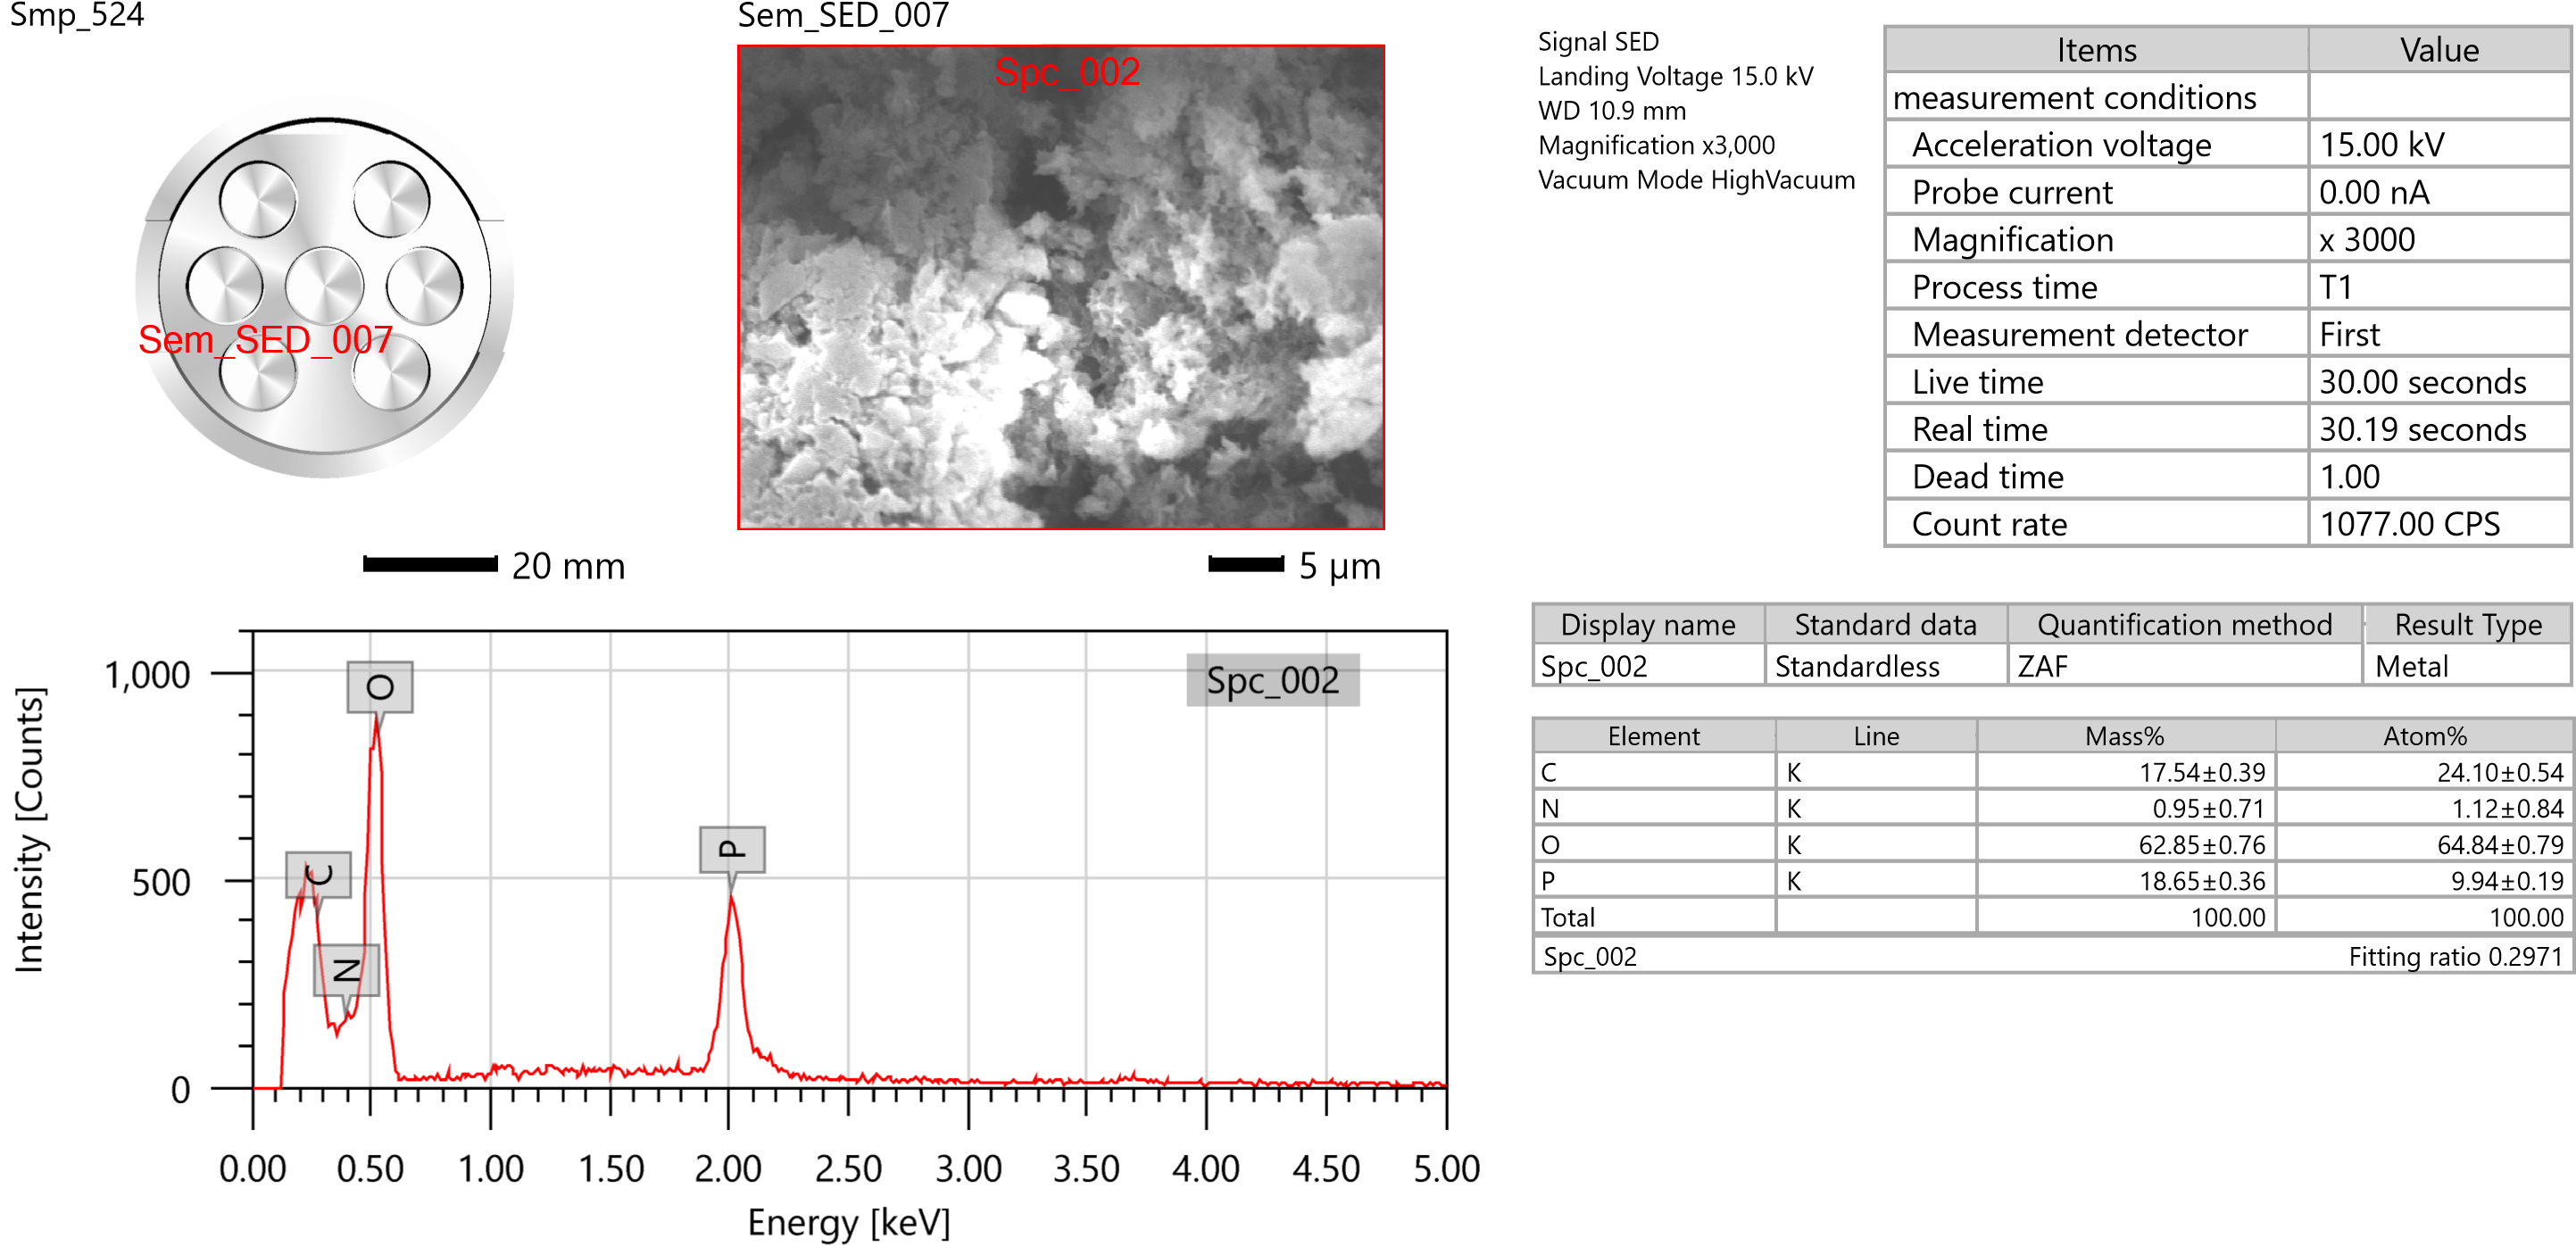 Smp_524
Sem_SED_007
Sem_SED_007
20 mm
Spc_002
5 µm
Signal SED
Landing Voltage 15.0 kV
WD 10.9 mm
Magnification x3,000
Vacuum Mode HighVacuum
Items Value
measurement conditions
Acceleration voltage 15.00 kV
Probe current 0.00 nA
Magnification x 3000
Process time T1
Measurement detector First
Live time 30.00 seconds
Real time 30.19 seconds
Dead time 1.00
Count rate 1077.00 CPS
Intensity [Counts]
1,000
500
0
C
N
O
P
Spc_002
0.00 0.50 1.00 1.50 2.00 2.50 3.00 3.50 4.00 4.50 5.00
Energy [keV]
Display name Standard data Quantification method Result Type
Spc_002 Standardless ZAF Metal
Element Line Mass% Atom%
C K 17.54±0.39 24.10±0.54
N K 0.95±0.71 1.12±0.84
O K 62.85±0.76 64.84±0.79
P K 18.65±0.36 9.94±0.19
Total 100.00 100.00
Spc_002 Fitting ratio 0.2971